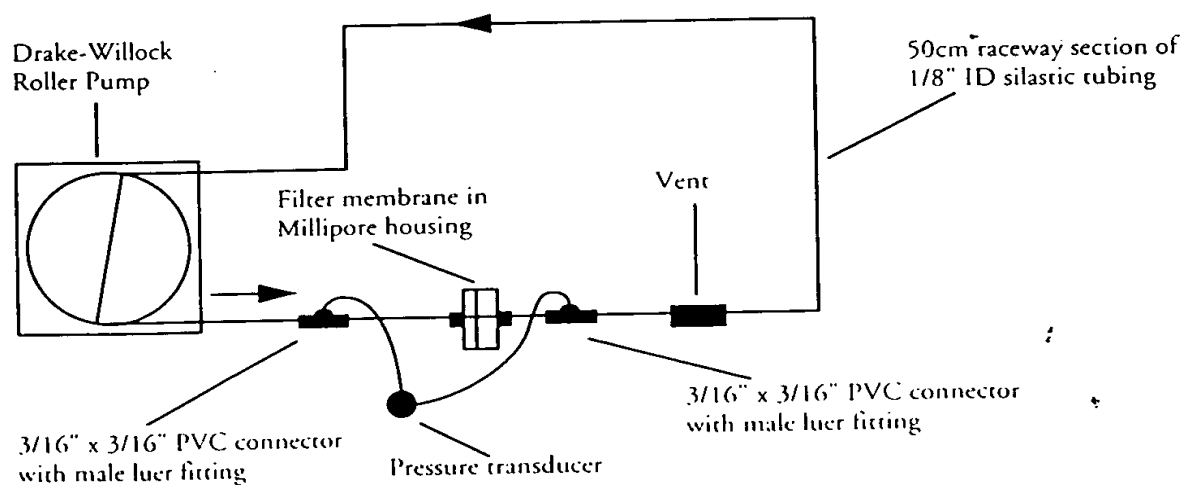 Drake-Willock
Roller Pump
50cm raceway section of
1/8" ID silastic tubing
Filter membrane in
Millipore housing
Vent
3/16" x 3/16" PVC connector
with male luer fitting
3/16" x 3/16" PVC connector
with male luer fitting
Pressure transducer